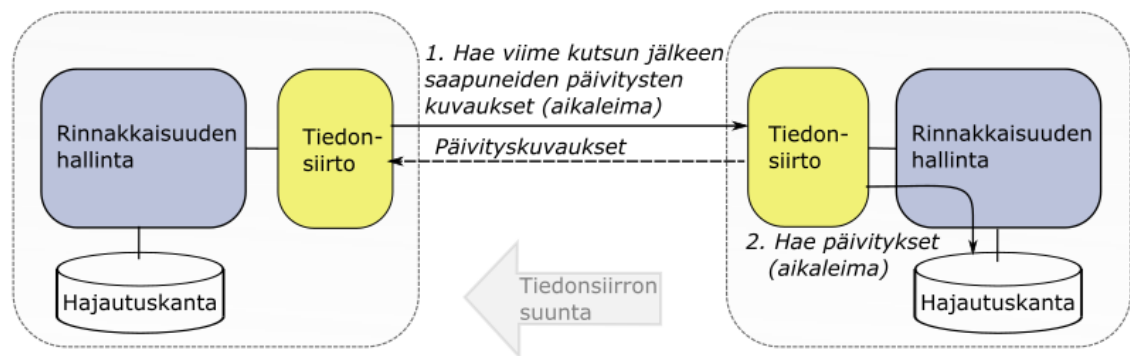 1. Hae viime kutsun jälkeen
saapuneiden päivitysten
kuvaukset (aikaleima)
Rinnakkaisuuden
hallinta
Tiedon-
siirto
Päivityskuvaukset
Tiedon-
siirto
Rinnakkaisuuden
hallinta
2. Hae päivitykset
(aikaleima)
Hajautuskanta
Tiedonsiirron
suunta
Hajautuskanta